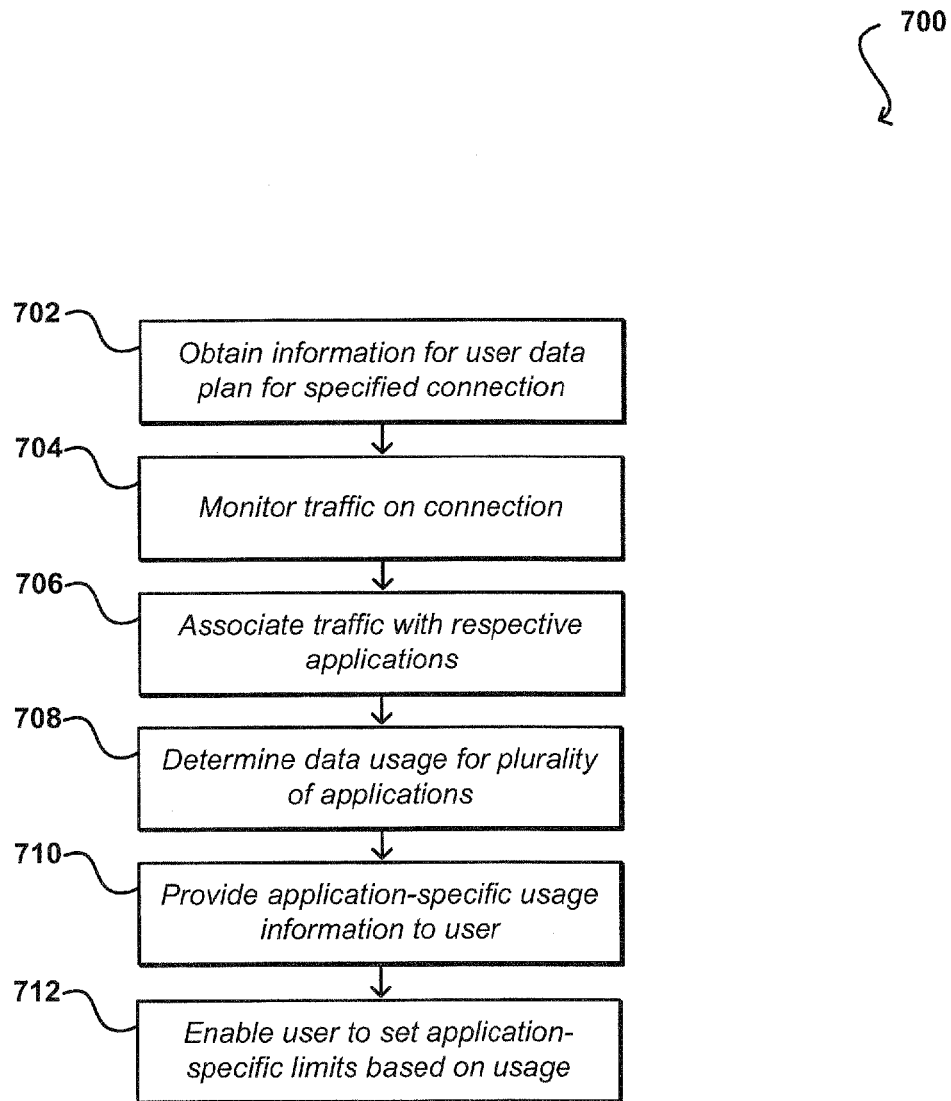 700
702
Obtain information for user data
plan for specified connection
704
Monitor traffic on connection
706
Associate traffic with respective
applications
708
Determine data usage for plurality
of applications
710
Provide application-specific usage
information to user
712
Enable user to set application-
specific limits based on usage